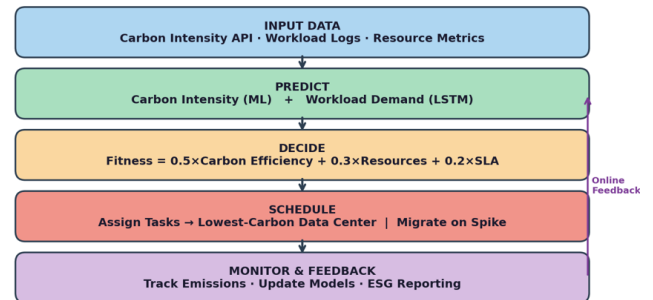 INPUT DATA
Carbon Intensity API · Workload Logs · Resource Metrics
PREDICT
Carbon Intensity (ML) + Workload Demand (LSTM)
DECIDE
Fitness = 0.5×Carbon Efficiency + 0.3×Resources + 0.2×SLA
SCHEDULE
Assign Tasks → Lowest-Carbon Data Center | Migrate on Spike
MONITOR & FEEDBACK
Track Emissions · Update Models · ESG Reporting
Online
Feedback